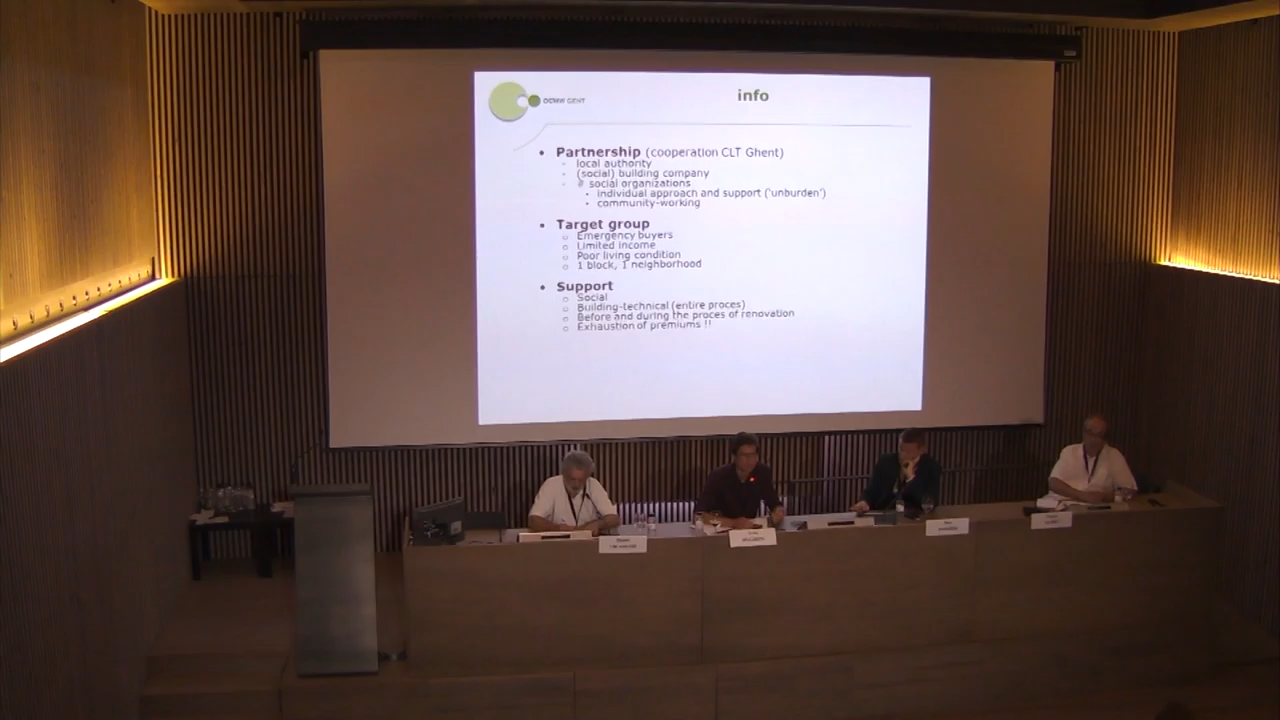 OCMW GENT
info
• Partnership (cooperation CLT Ghent)
- local authority
- (social) building company
- # social organizations
• individual approach and support ('unburden')
• community-working
• Target group
o Emergency buyers
o Limited income
o Poor living condition
o 1 block, 1 neighborhood
• Support
o Social
o Building-technical (entire proces)
o Before and during the proces of renovation
o Exhaustion of premiums !!